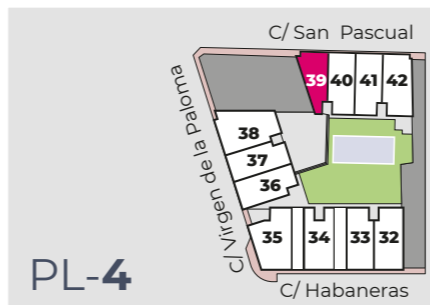 C/ San Pascual
39 40 41 42
C/ Virgen de la Paloma
38
37
36
35 34 33 32
PL-4
C/ Habaneras